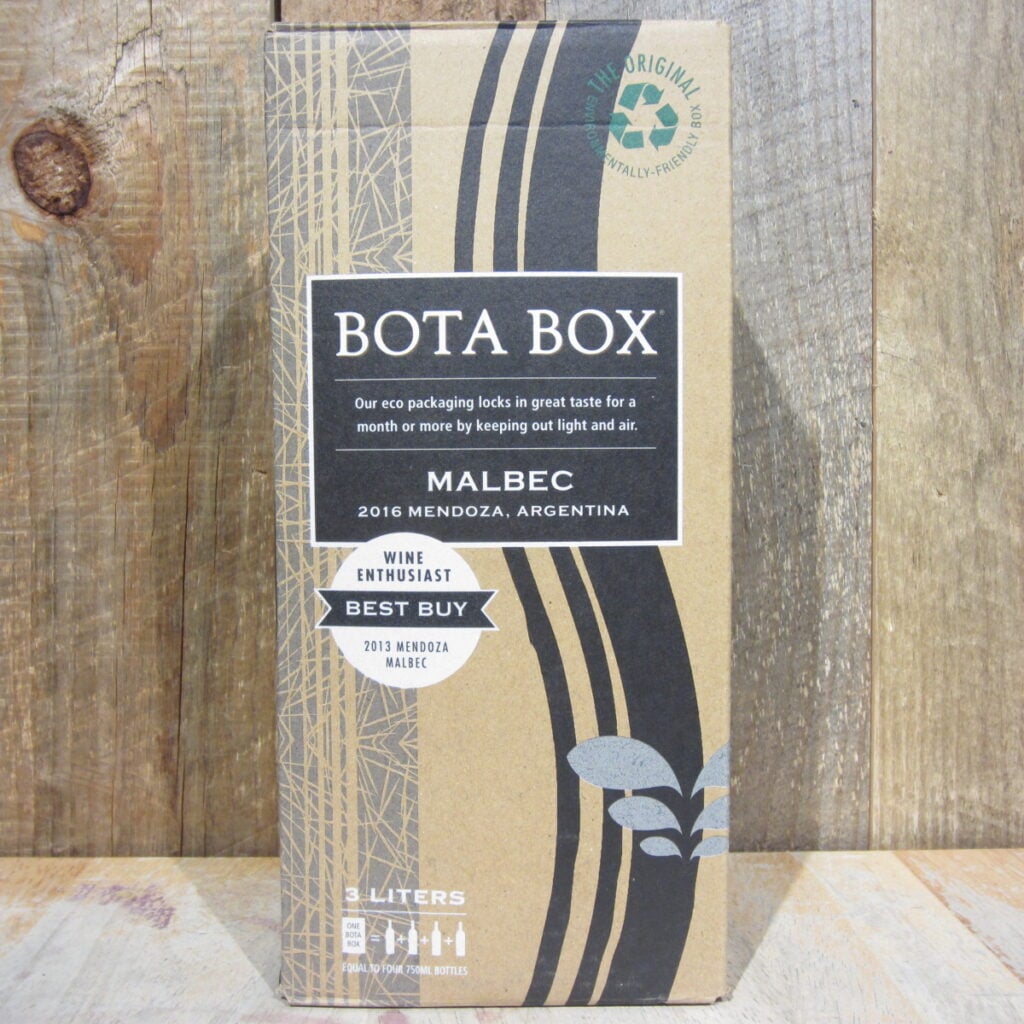 THE ORIGINAL
ENVIRONMENTALLY-FRIENDLY BOX
BOTA BOX®
Our eco packaging locks in great taste for a
month or more by keeping out light and air.
MALBEC
2016 MENDOZA, ARGENTINA
WINE
ENTHUSIAST
BEST BUY
2013 MENDOZA
MALBEC
3 LITERS
ONE
BOTA
BOX
= + + +
EQUAL TO FOUR 750ML BOTTLES